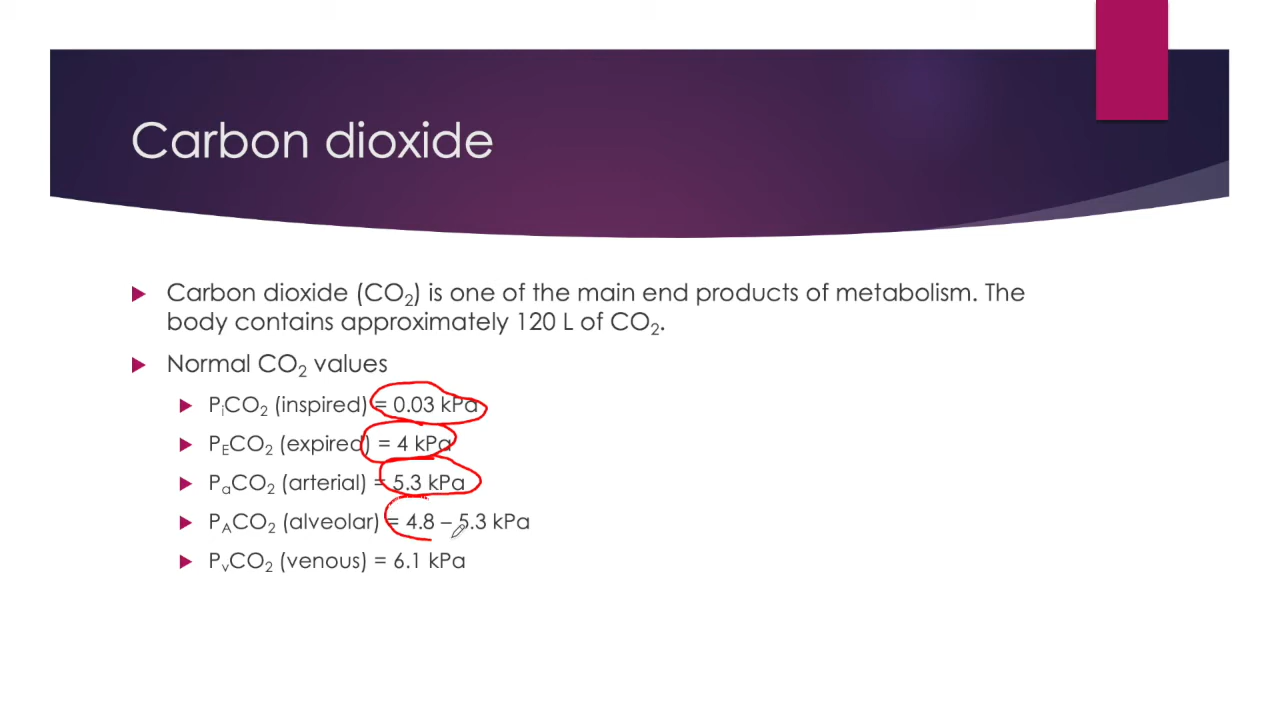 Carbon dioxide
Carbon dioxide (CO₂) is one of the main end products of metabolism. The
body contains approximately 120 L of CO₂.
Normal CO₂ values
PᵢCO₂ (inspired) = 0.03 kPa
P_ECO₂ (expired) = 4 kPa
PₐCO₂ (arterial) = 5.3 kPa
P_ACO₂ (alveolar) = 4.8 – 5.3 kPa
PᵥCO₂ (venous) = 6.1 kPa